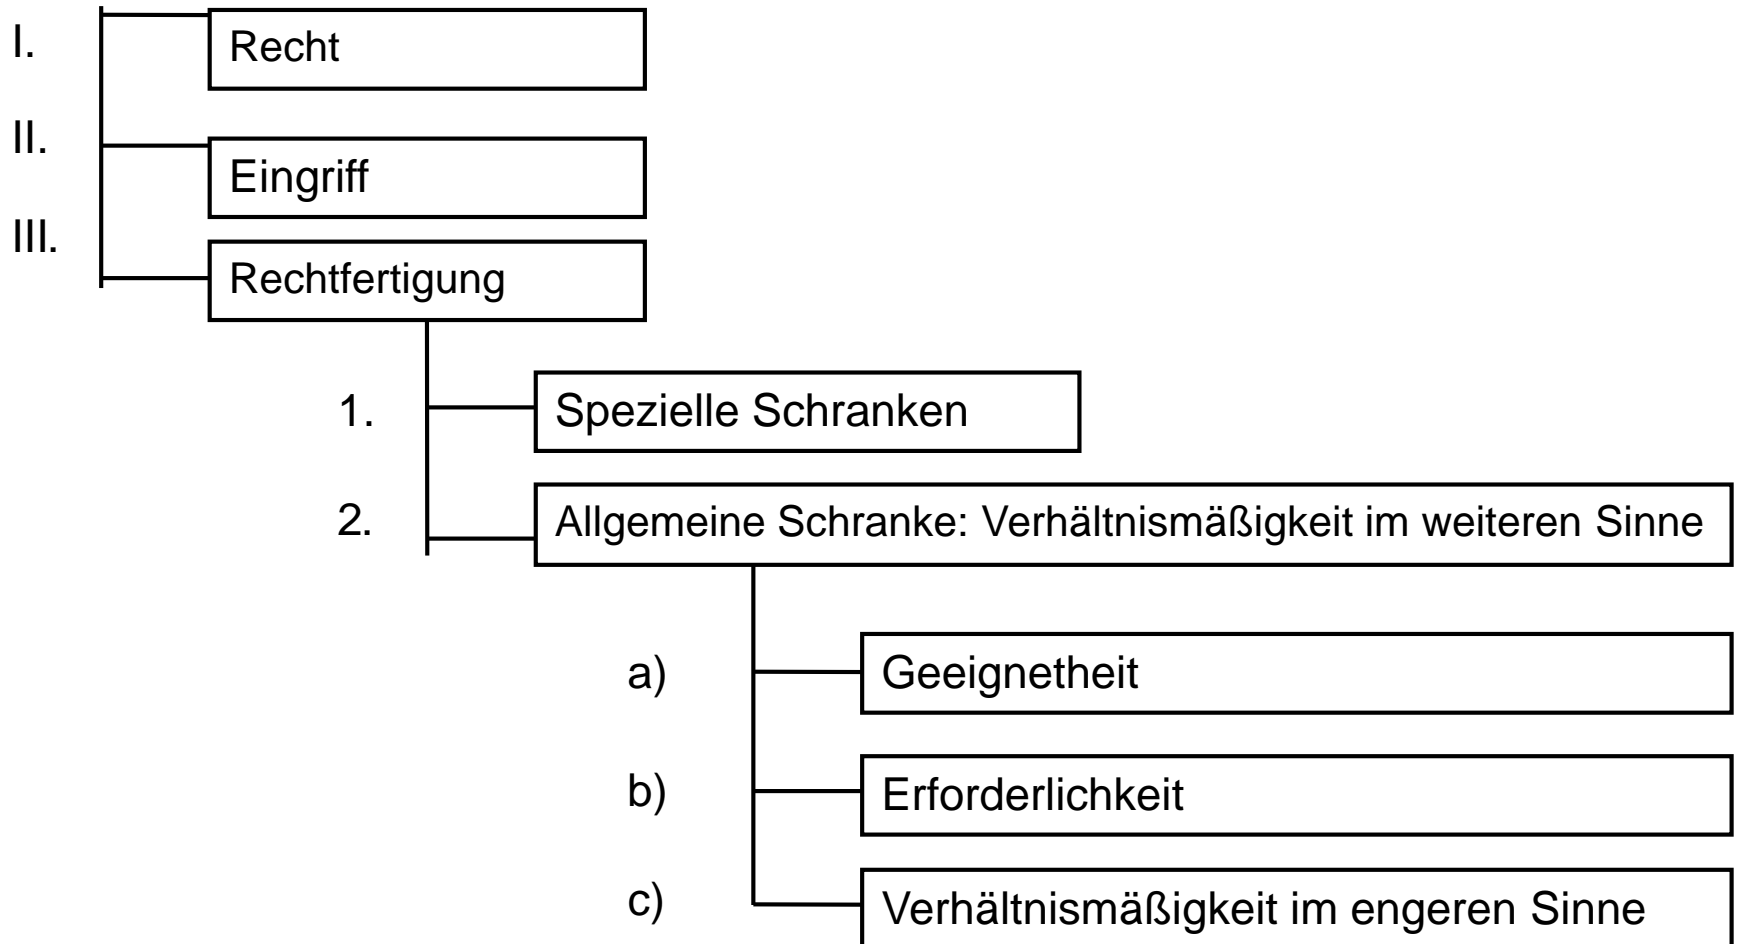 I. Recht
II. Eingriff
III. Rechtfertigung
1. Spezielle Schranken
2. Allgemeine Schranke: Verhältnismäßigkeit im weiteren Sinne
a) Geeignetheit
b) Erforderlichkeit
c) Verhältnismäßigkeit im engeren Sinne